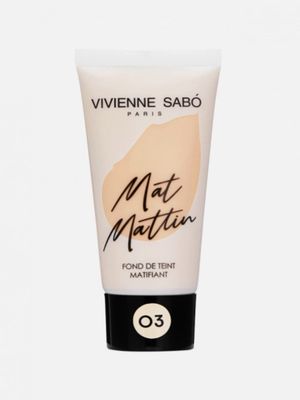 VIVIENNE SABÓ
PARIS
Mat
Mattin
FOND DE TEINT
MATIFIANT
03